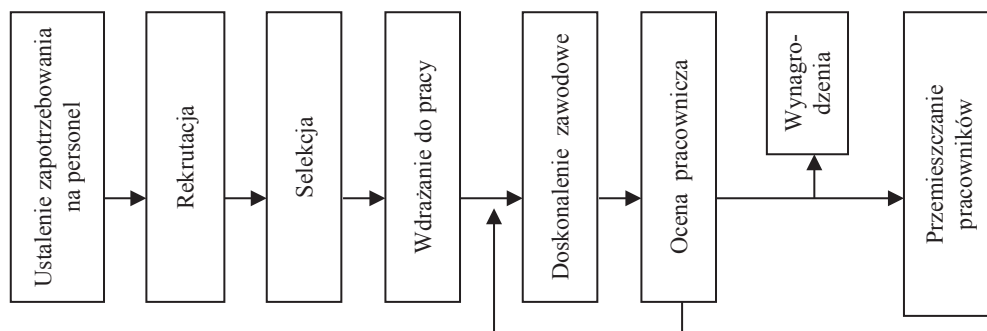 Ustalenie zapotrzebowania
na personel
Rekrutacja
Selekcja
Wdrażanie do pracy
Doskonalenie zawodowe
Ocena pracownicza
Wynagro-
dzenia
Przemieszczanie
pracowników